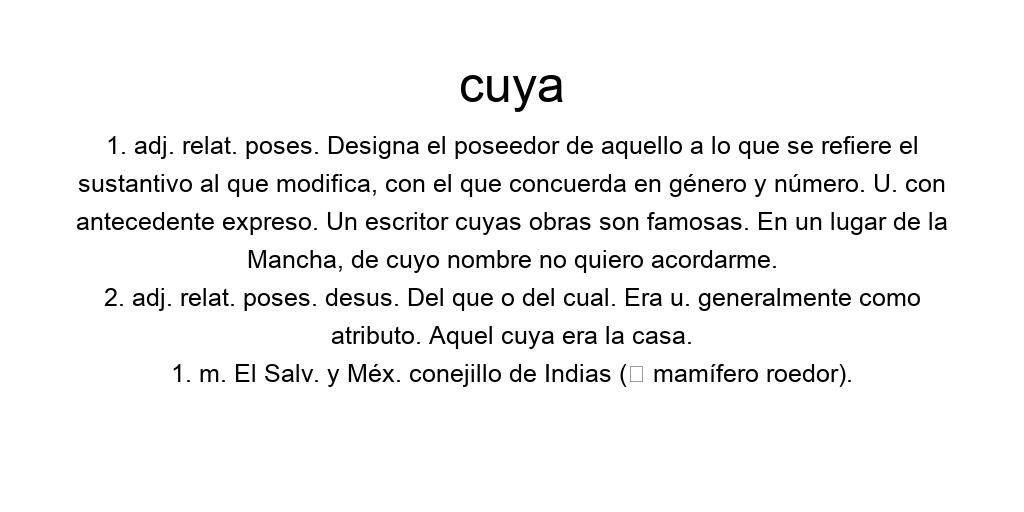 cuya
1. adj. relat. poses. Designa el poseedor de aquello a lo que se refiere el
sustantivo al que modifica, con el que concuerda en género y número. U. con
antecedente expreso. Un escritor cuyas obras son famosas. En un lugar de la
Mancha, de cuyo nombre no quiero acordarme.
2. adj. relat. poses. desus. Del que o del cual. Era u. generalmente como
atributo. Aquel cuya era la casa.
1. m. El Salv. y Méx. conejillo de Indias (▯ mamífero roedor).